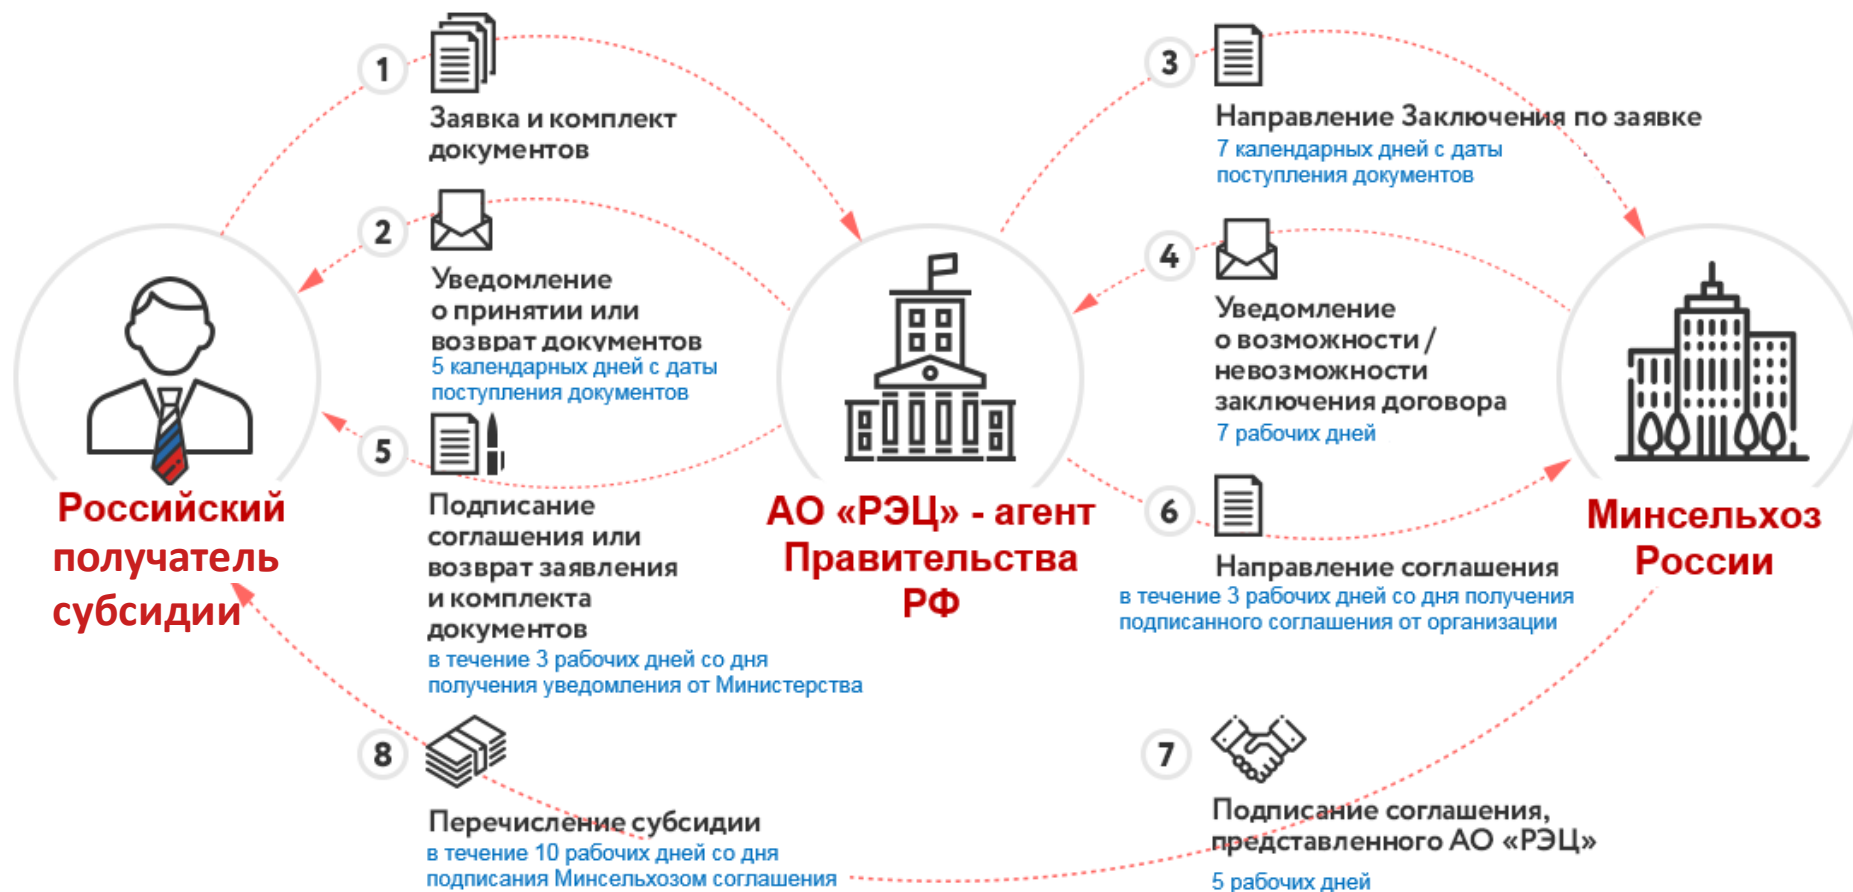 1
Заявка и комплект
документов
2
Уведомление
о принятии или
возврат документов
5 календарных дней с даты
поступления документов
5
Подписание
соглашения или
возврат заявления
и комплекта
документов
в течение 3 рабочих дней со дня
получения уведомления от Министерства
8
Перечисление субсидии
в течение 10 рабочих дней со дня
подписания Минсельхозом соглашения
Российский
получатель
субсидии
АО «РЭЦ» - агент
Правительства
РФ
3
Направление Заключения по заявке
7 календарных дней с даты
поступления документов
4
Уведомление
о возможности /
невозможности
заключения договора
7 рабочих дней
6
Направление соглашения
в течение 3 рабочих дней со дня получения
подписанного соглашения от организации
7
Подписание соглашения,
представленного АО «РЭЦ»
5 рабочих дней
Минсельхоз
России